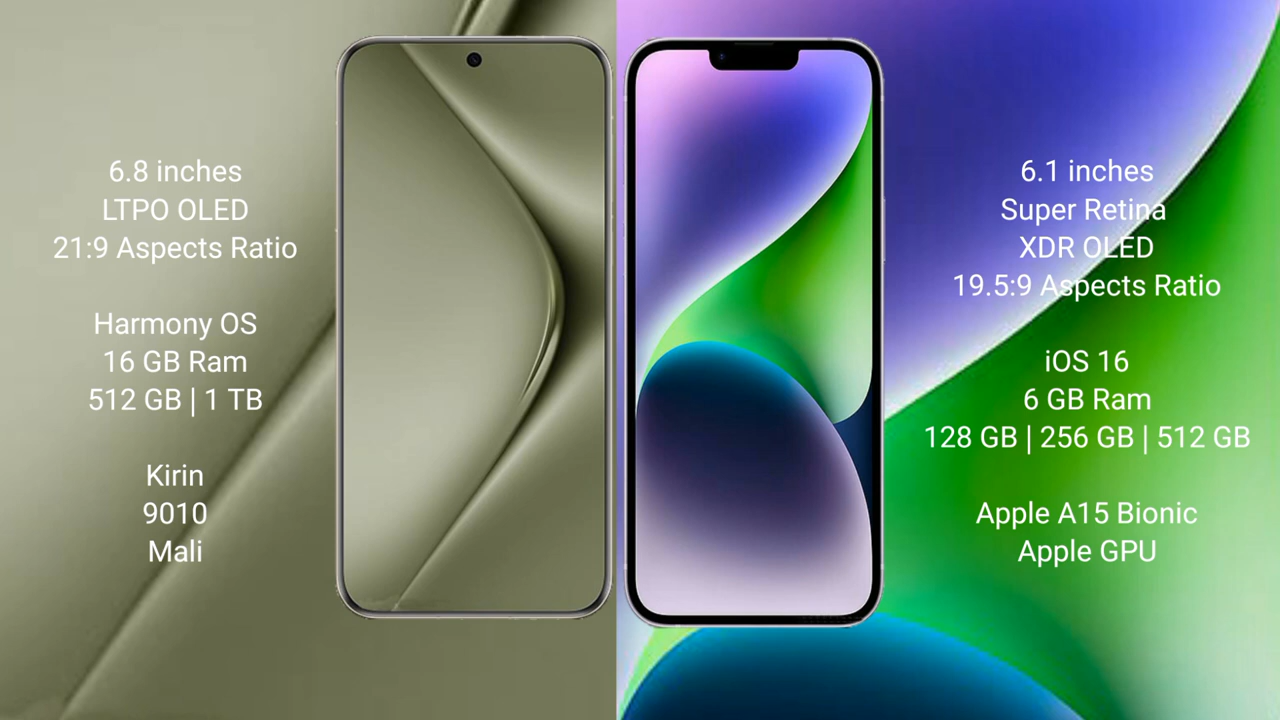 6.8 inches
LTPO OLED
21:9 Aspects Ratio
Harmony OS
16 GB Ram
512 GB | 1 TB
Kirin
9010
Mali
6.1 inches
Super Retina
XDR OLED
19.5:9 Aspects Ratio
iOS 16
6 GB Ram
128 GB | 256 GB | 512 GB
Apple A15 Bionic
Apple GPU